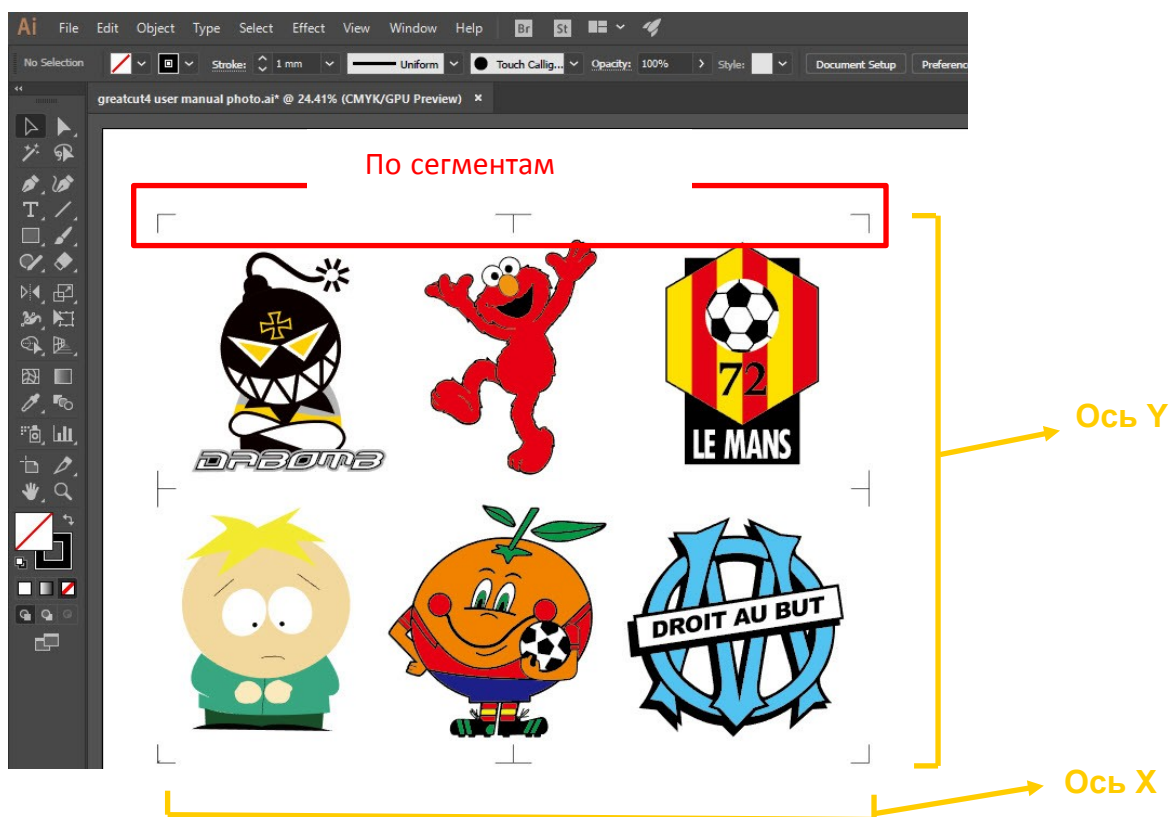 Ai File Edit Object Type Select Effect View Window Help Br St
No Selection Stroke: 1 mm Uniform Touch Callig... Opacity: 100% Style: Document Setup Preferenc
greatcut4 user manual photo.ai* @ 24.41% (CMYK/GPU Preview) ×
По сегментам
72
LE MANS
DABOMB
Ось Y
DROIT AU BUT
Ось X